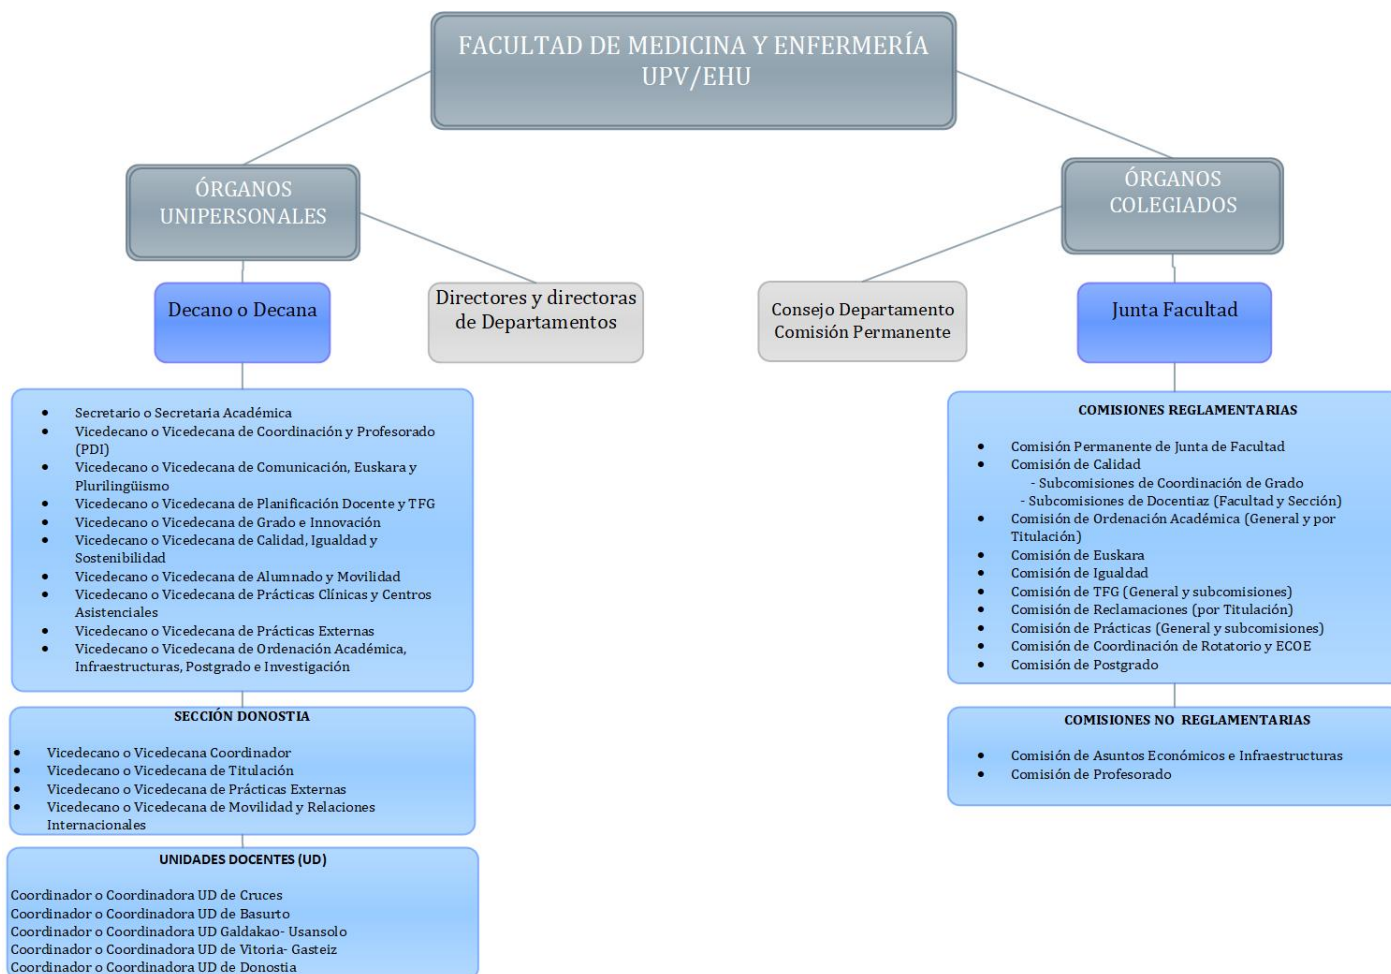 FACULTAD DE MEDICINA Y ENFERMERÍA
UPV/EHU
ÓRGANOS
UNIPERSONALES
ÓRGANOS
COLEGIADOS
Decano o Decana
Directores y directoras
de Departamentos
Consejo Departamento
Comisión Permanente
Junta Facultad
• Secretario o Secretaria Académica
• Vicedecano o Vicedecana de Coordinación y Profesorado
(PDI)
• Vicedecano o Vicedecana de Comunicación, Euskara y
Plurilingüismo
• Vicedecano o Vicedecana de Planificación Docente y TFG
• Vicedecano o Vicedecana de Grado e Innovación
• Vicedecano o Vicedecana de Calidad, Igualdad y
Sostenibilidad
• Vicedecano o Vicedecana de Alumnado y Movilidad
• Vicedecano o Vicedecana de Prácticas Clínicas y Centros
Asistenciales
• Vicedecano o Vicedecana de Prácticas Externas
• Vicedecano o Vicedecana de Ordenación Académica,
Infraestructuras, Postgrado e Investigación
SECCIÓN DONOSTIA
• Vicedecano o Vicedecana Coordinador
• Vicedecano o Vicedecana de Titulación
• Vicedecano o Vicedecana de Prácticas Externas
• Vicedecano o Vicedecana de Movilidad y Relaciones
Internacionales
UNIDADES DOCENTES (UD)
Coordinador o Coordinadora UD de Cruces
Coordinador o Coordinadora UD de Basurto
Coordinador o Coordinadora UD Galdakao- Usansolo
Coordinador o Coordinadora UD de Vitoria- Gasteiz
Coordinador o Coordinadora UD de Donostia
COMISIONES REGLAMENTARIAS
• Comisión Permanente de Junta de Facultad
• Comisión de Calidad
- Subcomisiones de Coordinación de Grado
- Subcomisiones de Docentiaz (Facultad y Sección)
• Comisión de Ordenación Académica (General y por
Titulación)
• Comisión de Euskara
• Comisión de Igualdad
• Comisión de TFG (General y subcomisiones)
• Comisión de Reclamaciones (por Titulación)
• Comisión de Prácticas (General y subcomisiones)
• Comisión de Coordinación de Rotatorio y ECOE
• Comisión de Postgrado
COMISIONES NO REGLAMENTARIAS
• Comisión de Asuntos Económicos e Infraestructuras
• Comisión de Profesorado